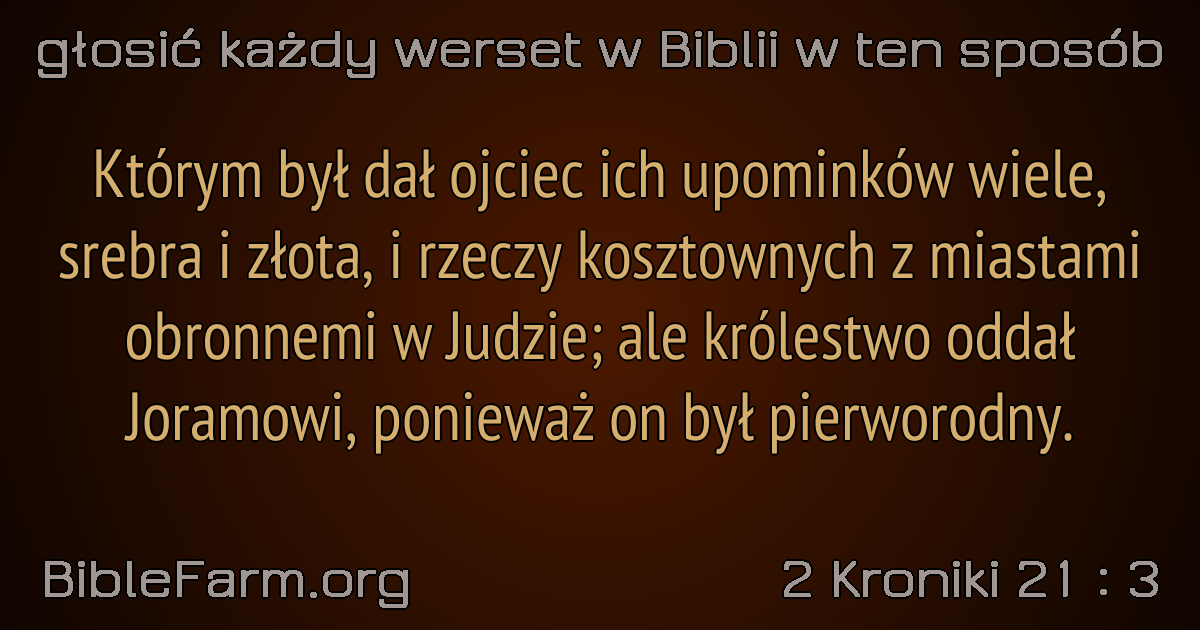 głosić każdy werset w Biblii w ten sposób
Którym był dał ojciec ich upominków wiele,
srebra i złota, i rzeczy kosztownych z miastami
obronnemi w Judzie; ale królestwo oddał
Joramowi, ponieważ on był pierworodny.
BibleFarm.org
2 Kroniki 21 : 3